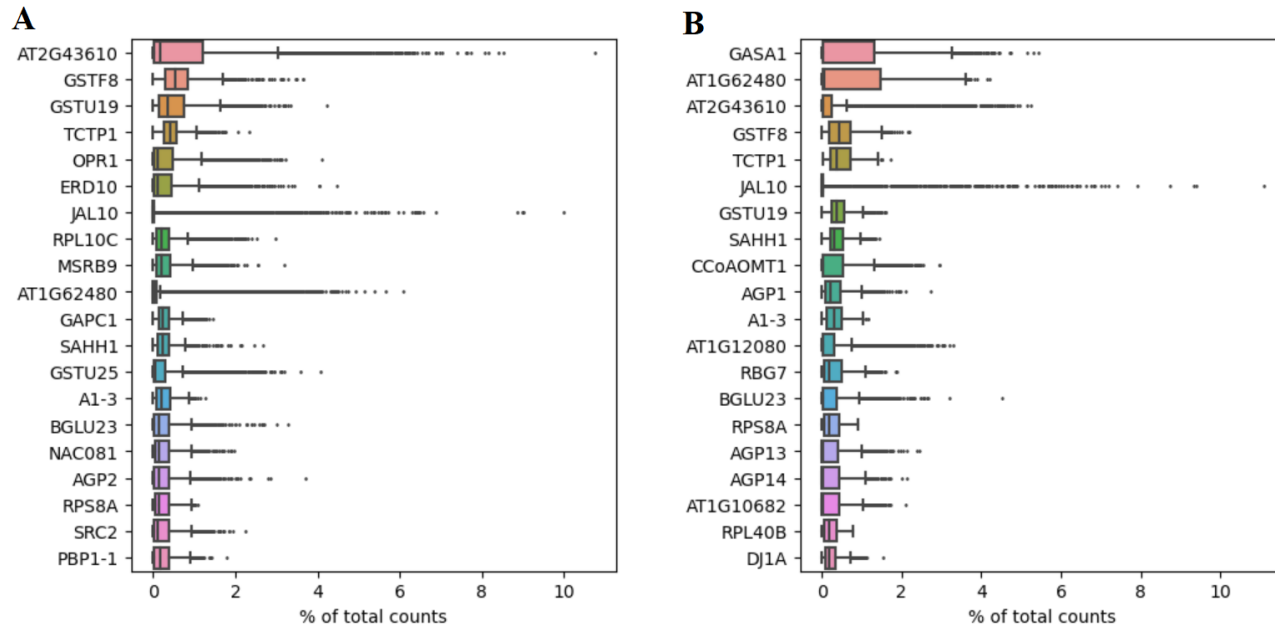 A
AT2G43610
GSTF8
GSTU19
TCTP1
OPR1
ERD10
JAL10
RPL10C
MSRB9
AT1G62480
GAPC1
SAHH1
GSTU25
A1-3
BGLU23
NAC081
AGP2
RPS8A
SRC2
PBP1-1
0 2 4 6 8 10
% of total counts
B
GASA1
AT1G62480
AT2G43610
GSTF8
TCTP1
JAL10
GSTU19
SAHH1
CCoAOMT1
AGP1
A1-3
AT1G12080
RBG7
BGLU23
RPS8A
AGP13
AGP14
AT1G10682
RPL40B
DJ1A
0 2 4 6 8 10
% of total counts